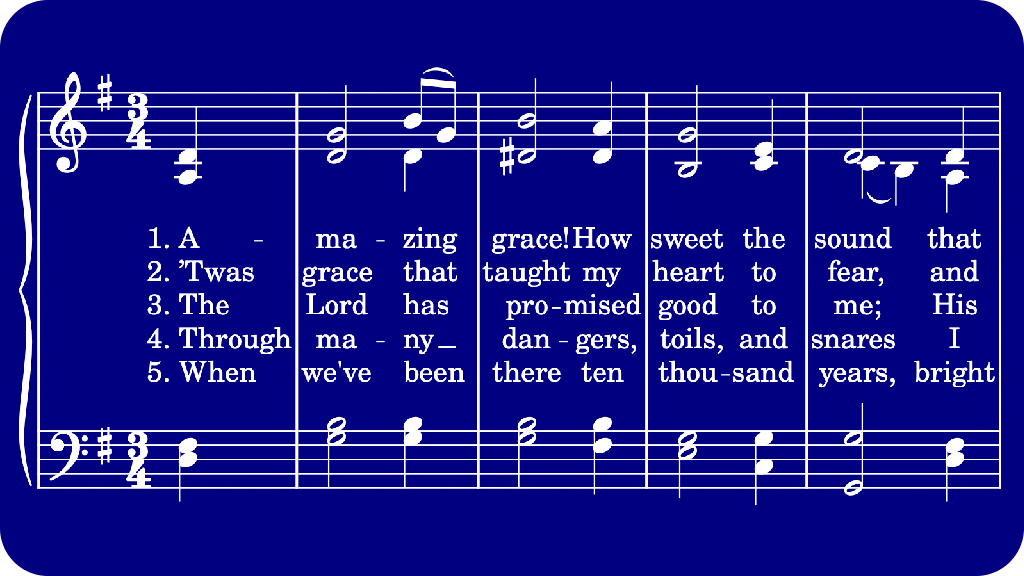 3 4
1. A - ma - zing grace! How sweet the sound that
2. ’Twas grace that taught my heart to fear, and
3. The Lord has pro - mised good to me; His
4. Through ma - ny _ dan - gers, toils, and snares I
5. When we've been there ten thou - sand years, bright
3 4